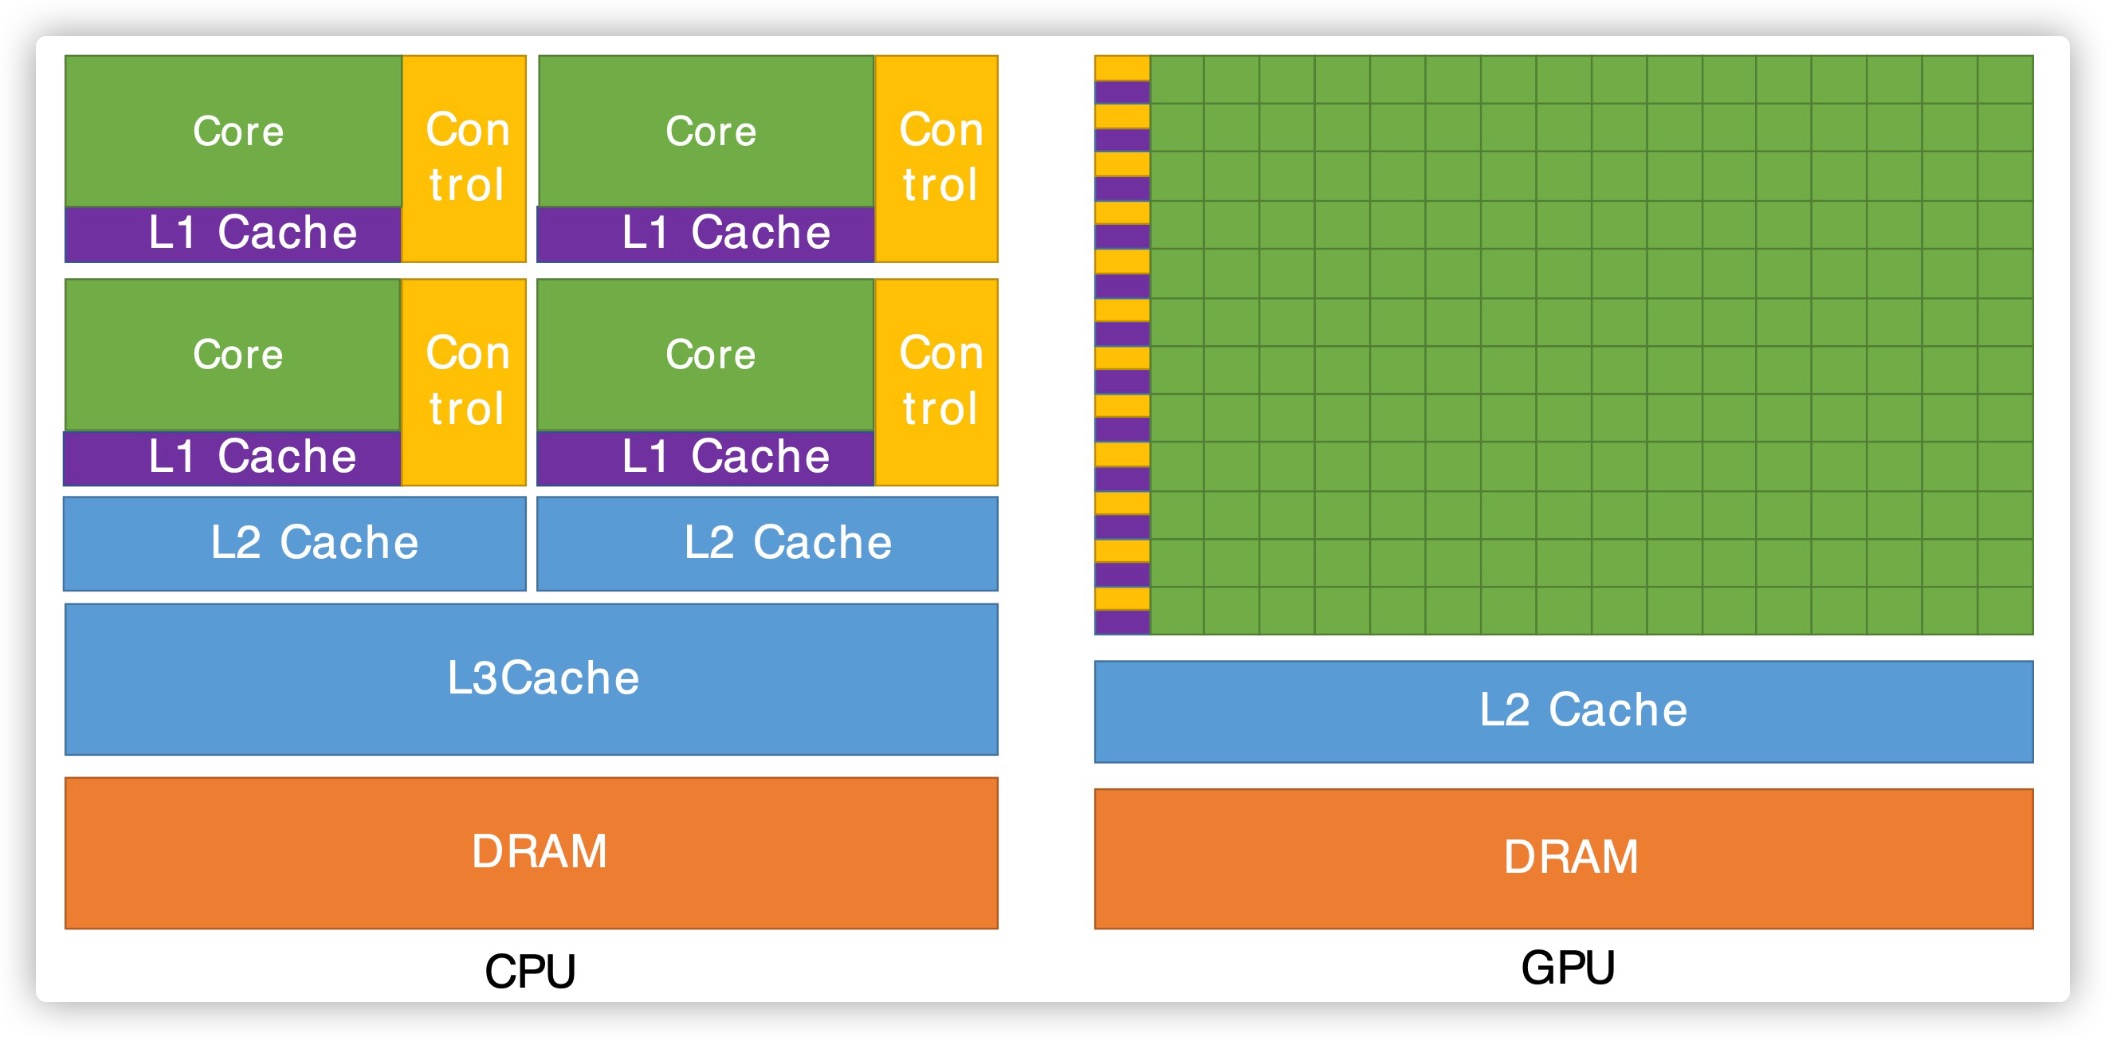 Core
Con
trol
L1 Cache
Core
Con
trol
L1 Cache
Core
Con
trol
L1 Cache
Core
Con
trol
L1 Cache
L2 Cache
L2 Cache
L3Cache
DRAM
CPU
L2 Cache
DRAM
GPU